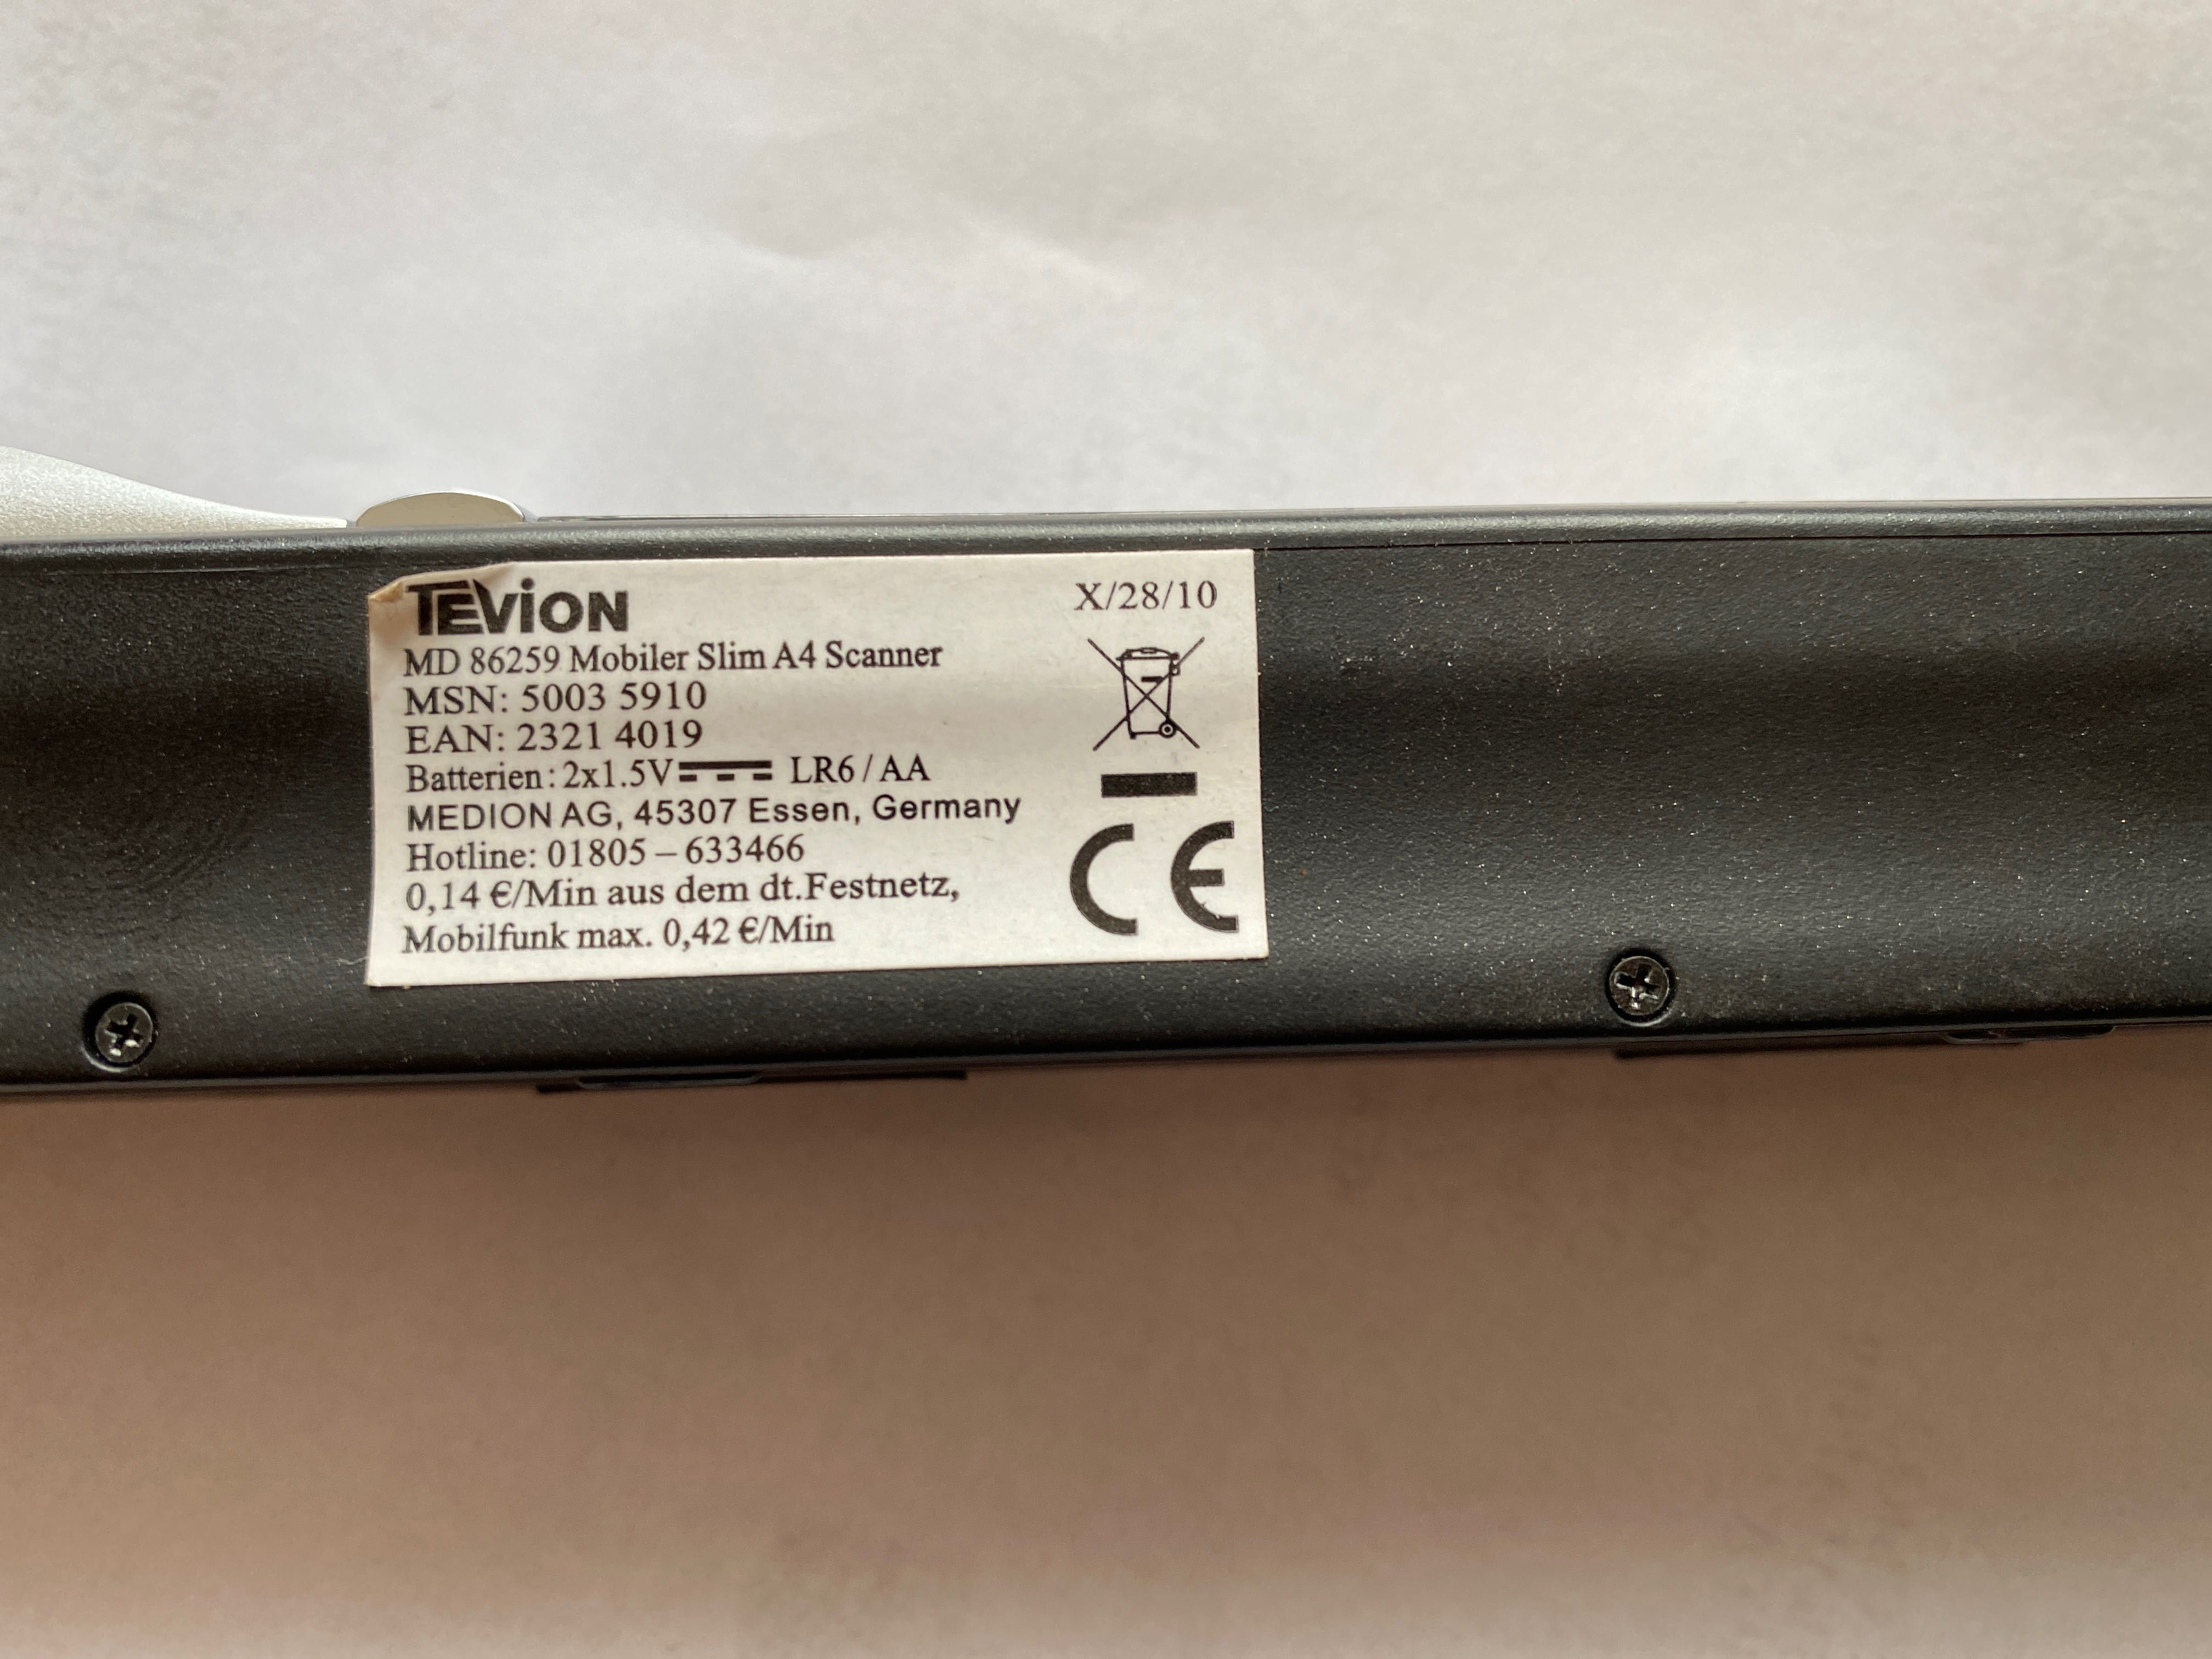 TEVION
X/28/10
MD 86259 Mobiler Slim A4 Scanner
MSN: 5003 5910
EAN: 2321 4019
Batterien: 2x1.5V LR6 / AA
MEDION AG, 45307 Essen, Germany
Hotline: 01805 – 633466
0,14 €/Min aus dem dt.Festnetz,
Mobilfunk max. 0,42 €/Min
CE